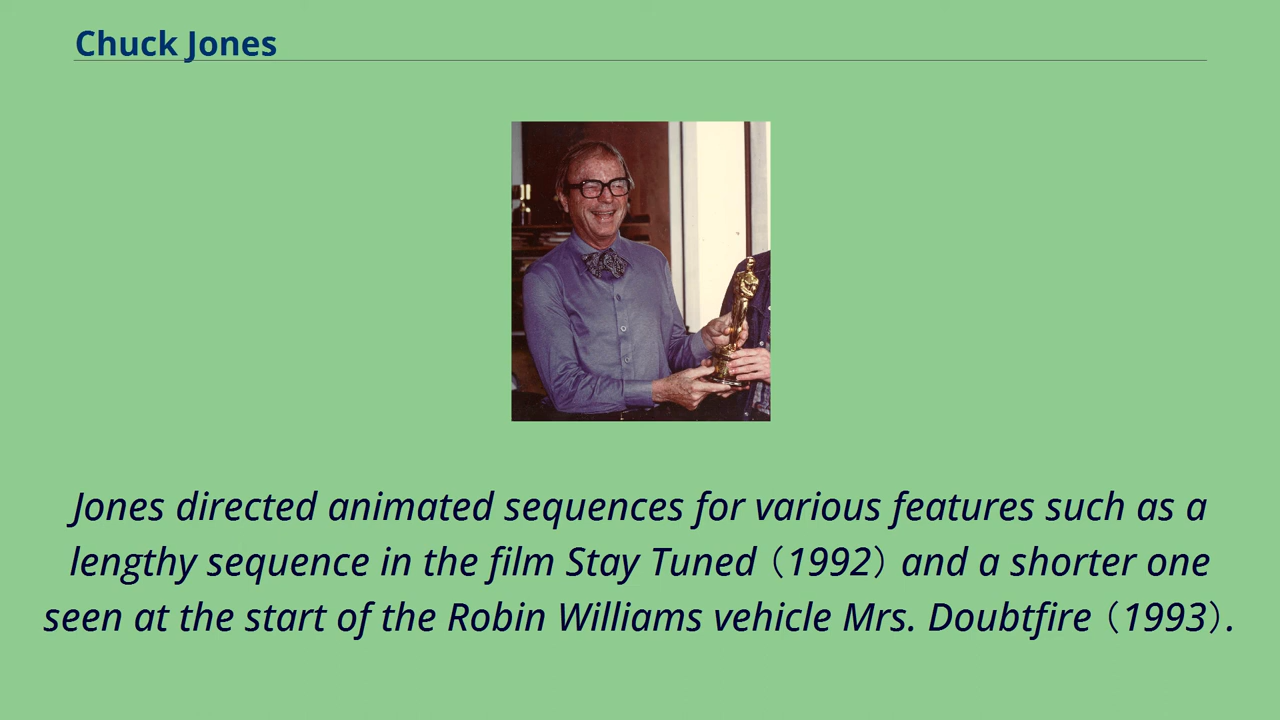 Chuck Jones
Jones directed animated sequences for various features such as a
lengthy sequence in the film Stay Tuned（1992）and a shorter one
seen at the start of the Robin Williams vehicle Mrs. Doubtfire（1993）.